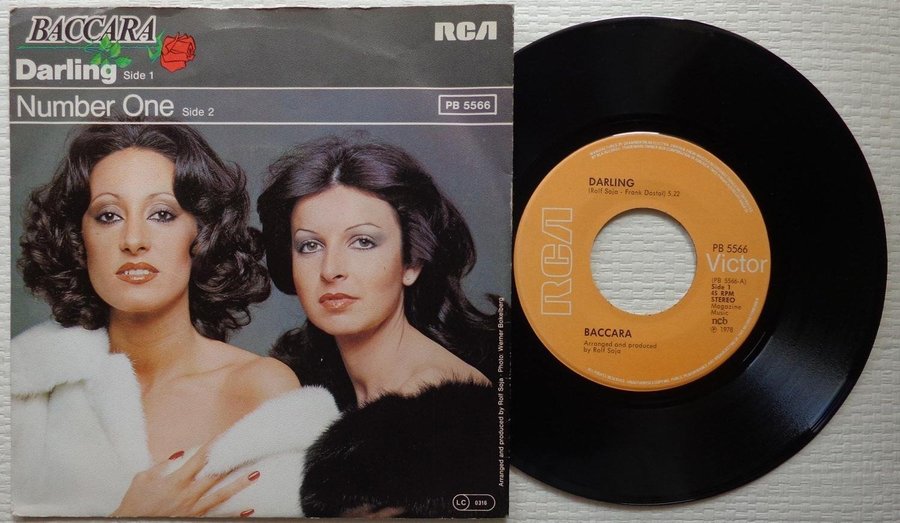 BACCARA
RCA
Darling Side 1
Number One Side 2
PB 5566
Arranged and produced by Rolf Soja · Photo: Werner Bokelberg
LC 0316
DARLING
(Rolf Soja - Frank Dostal) 5,22
RCA
PB 5566
Victor
(PB 5566-A)
Side 1
45 RPM
STEREO
Magazine
Music
ncb
℗ 1978
BACCARA
Arranged and produced
by Rolf Soja